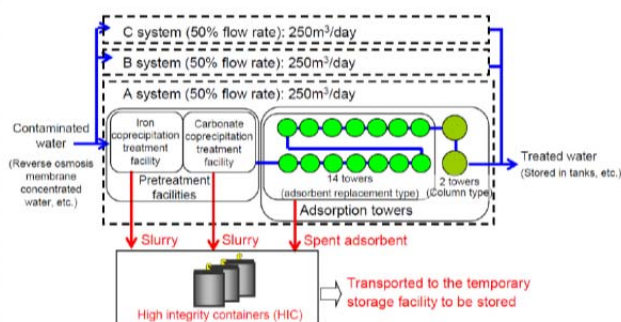 C system (50% flow rate): 250m³/day
B system (50% flow rate): 250m³/day
A system (50% flow rate): 250m³/day
Contaminated
water
(Reverse osmosis
membrane
concentrated
water, etc.)
Iron
coprecipitation
treatment
facility
Carbonate
coprecipitation
treatment
facility
Pretreatment
facilities
14 towers
(adsorbent replacement type)
2 towers
(Column type)
Adsorption towers
Treated water
(Stored in tanks, etc.)
Slurry
Slurry
Spent adsorbent
High integrity containers (HIC)
Transported to the temporary
storage facility to be stored